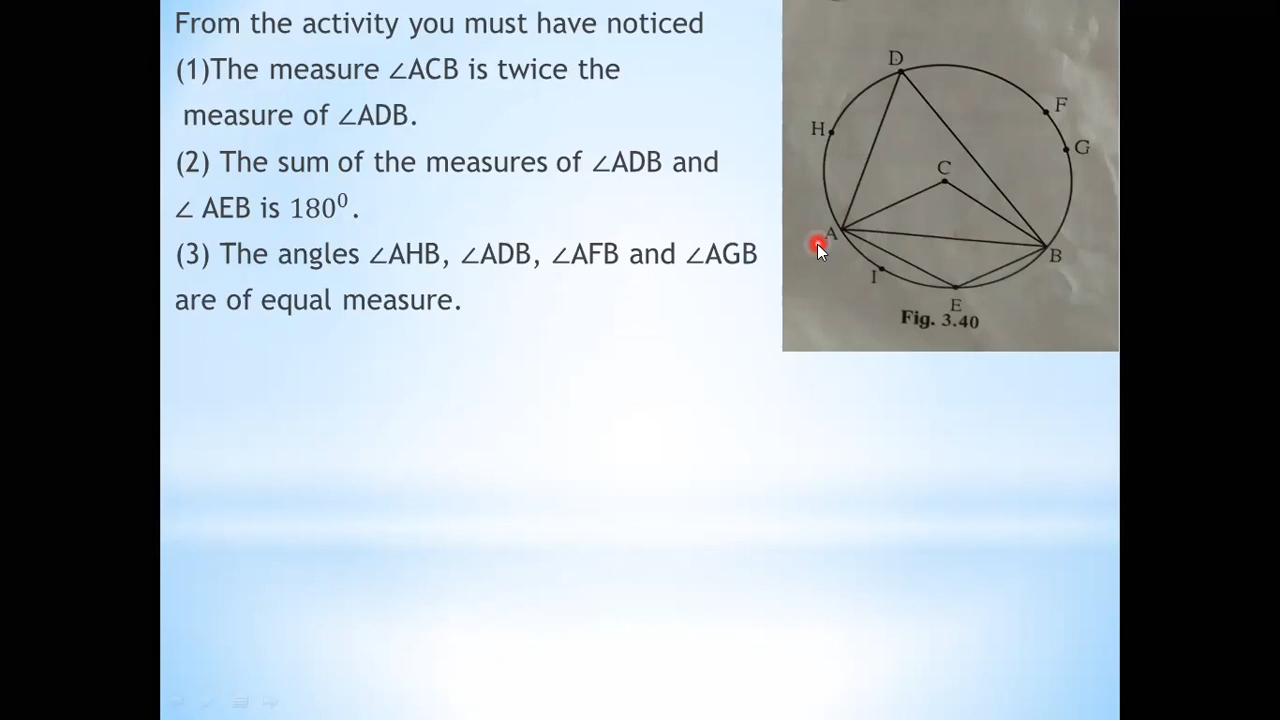 From the activity you must have noticed
(1)The measure ∠ACB is twice the
measure of ∠ADB.
(2) The sum of the measures of ∠ADB and
∠ AEB is 180⁰.
(3) The angles ∠AHB, ∠ADB, ∠AFB and ∠AGB
are of equal measure.
D
F
H
G
C
A
B
I
E
Fig. 3.40